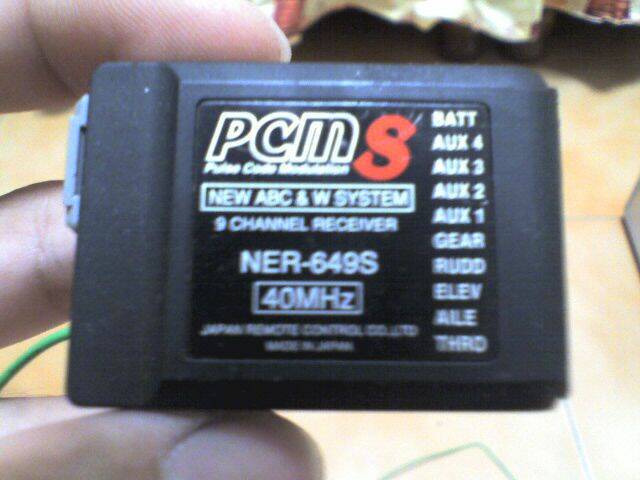 PCM S
Pulse Code Modulation
NEW ABC & W SYSTEM
9 CHANNEL RECEIVER
NER-649S
40MHz
JAPAN REMOTE CONTROL CO., LTD
MADE IN JAPAN
BATT
AUX 4
AUX 3
AUX 2
AUX 1
GEAR
RUDD
ELEV
AILE
THRO